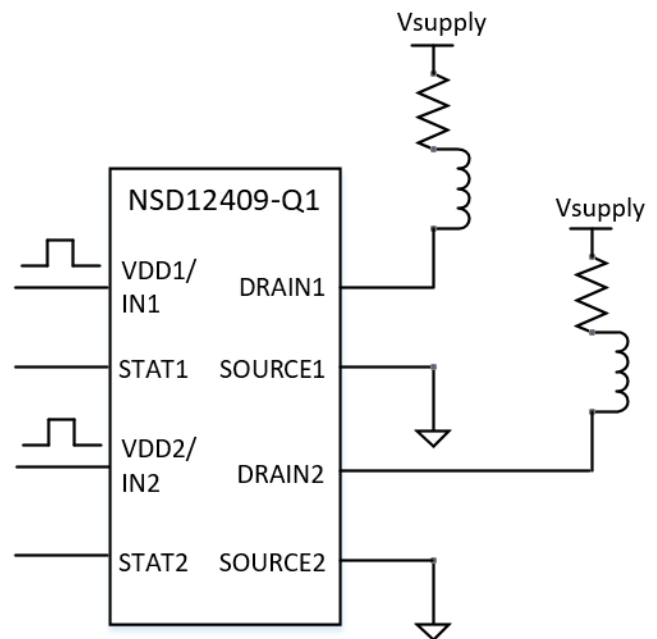 Vsupply
NSD12409-Q1
Vsupply
VDD1/
IN1
DRAIN1
STAT1
SOURCE1
VDD2/
IN2
DRAIN2
STAT2
SOURCE2